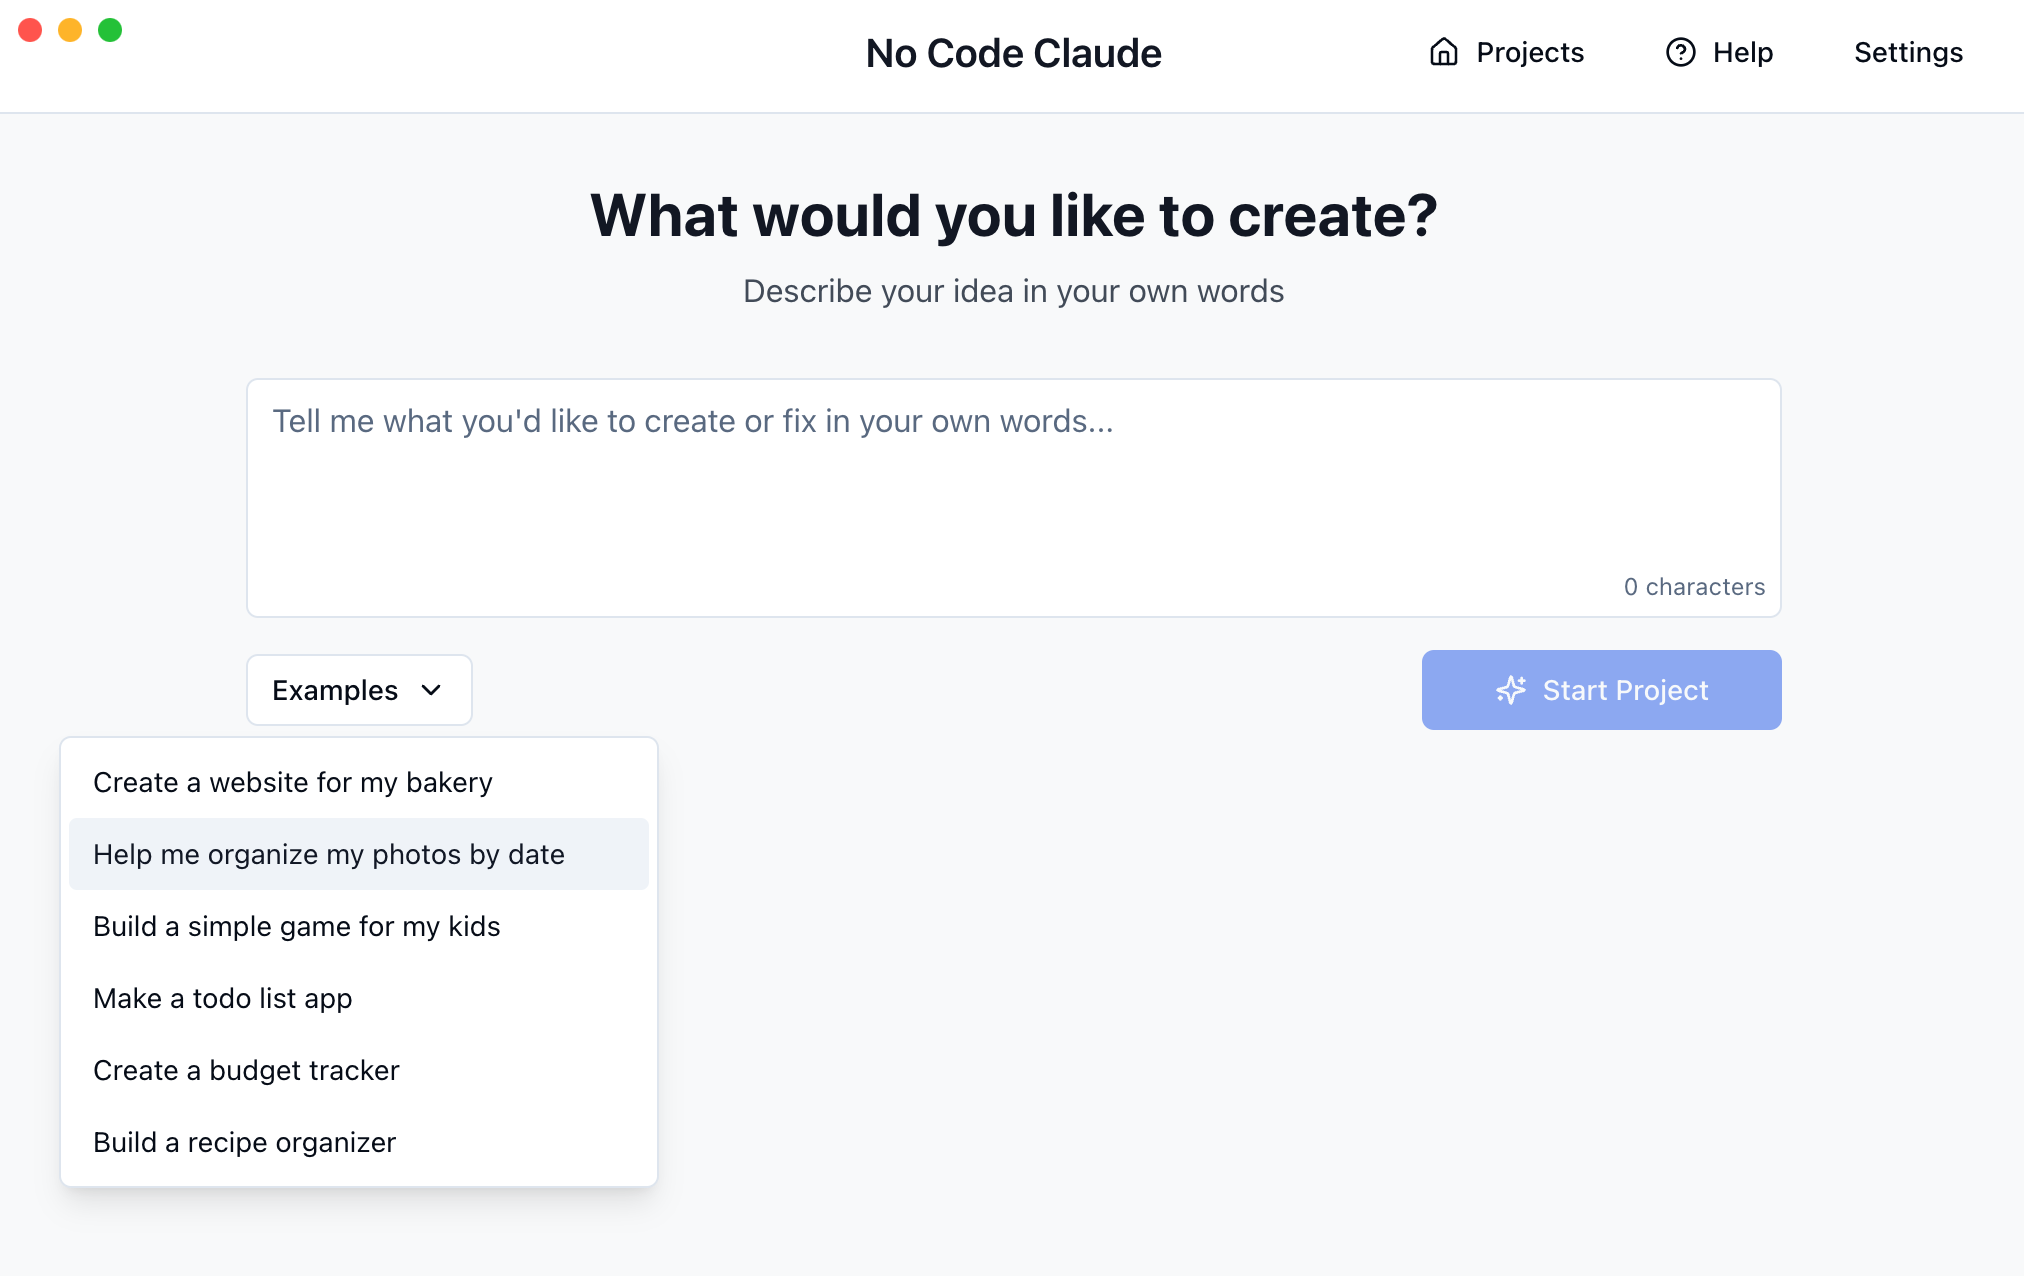 No Code Claude
Projects
Help
Settings
What would you like to create?
Describe your idea in your own words
Tell me what you'd like to create or fix in your own words...
0 characters
Examples
Start Project
Create a website for my bakery
Help me organize my photos by date
Build a simple game for my kids
Make a todo list app
Create a budget tracker
Build a recipe organizer